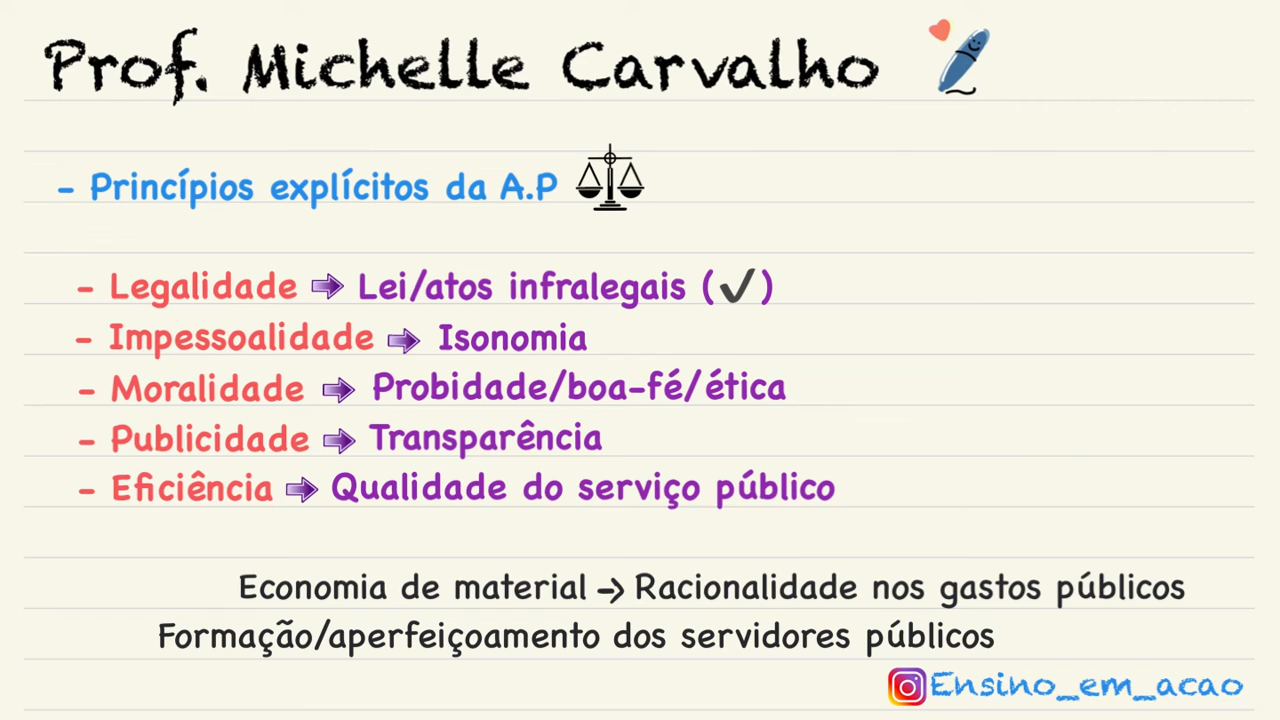 Prof. Michelle Carvalho
- Princípios explícitos da A.P
- Legalidade ➡ Lei/atos infralegais (✔)
- Impessoalidade ➡ Isonomia
- Moralidade ➡ Probidade/boa-fé/ética
- Publicidade ➡ Transparência
- Eficiência ➡ Qualidade do serviço público
Economia de material → Racionalidade nos gastos públicos
Formação/aperfeiçoamento dos servidores públicos
Ensino_em_acao